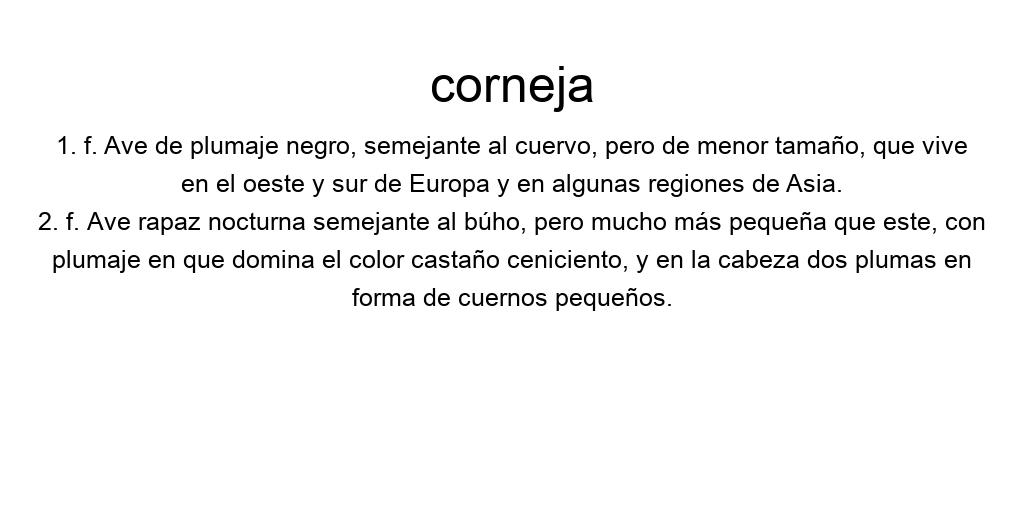 corneja
1. f. Ave de plumaje negro, semejante al cuervo, pero de menor tamaño, que vive
en el oeste y sur de Europa y en algunas regiones de Asia.
2. f. Ave rapaz nocturna semejante al búho, pero mucho más pequeña que este, con
plumaje en que domina el color castaño ceniciento, y en la cabeza dos plumas en
forma de cuernos pequeños.